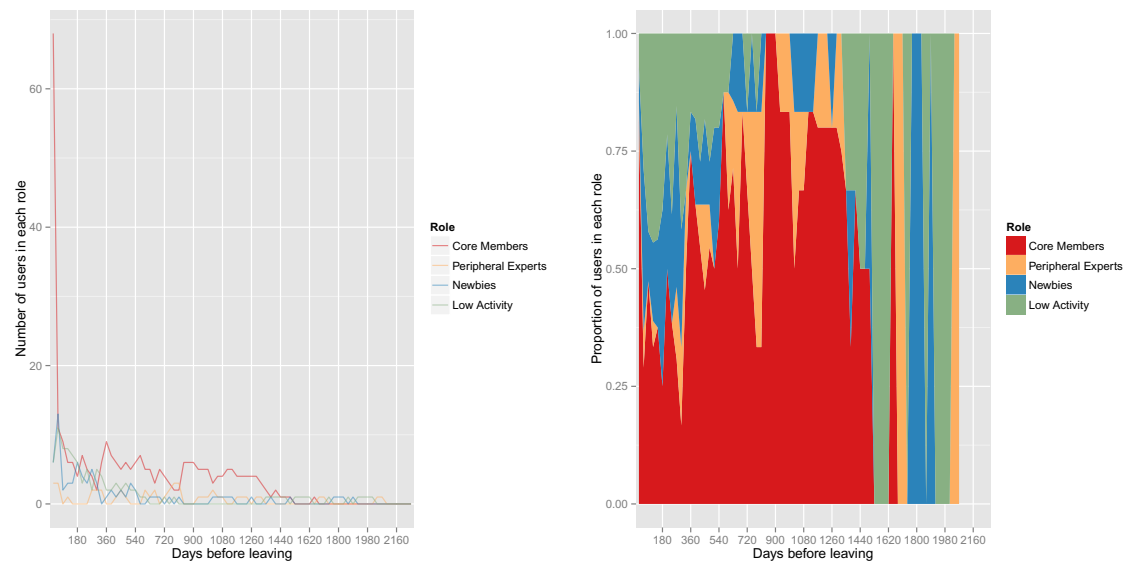 Number of users in each role
60
40
20
0
180 360 540 720 900 1080 1260 1440 1620 1800 1980 2160
Days before leaving
Role
Core Members
Peripheral Experts
Newbies
Low Activity
Proportion of users in each role
1.00
0.75
0.50
0.25
0.00
180 360 540 720 900 1080 1260 1440 1620 1800 1980 2160
Days before leaving
Role
Core Members
Peripheral Experts
Newbies
Low Activity